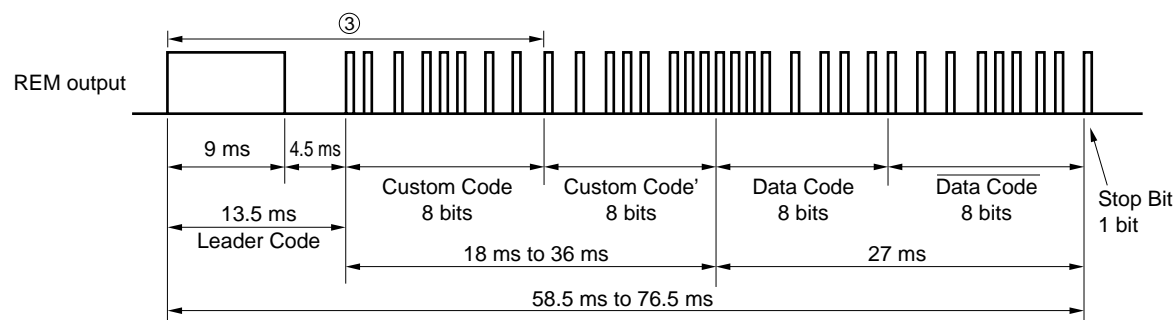 ③
REM output
9 ms
4.5 ms
Custom Code
8 bits
Custom Code'
8 bits
Data Code
8 bits
Data Code
8 bits
Stop Bit
1 bit
13.5 ms
Leader Code
18 ms to 36 ms
27 ms
58.5 ms to 76.5 ms